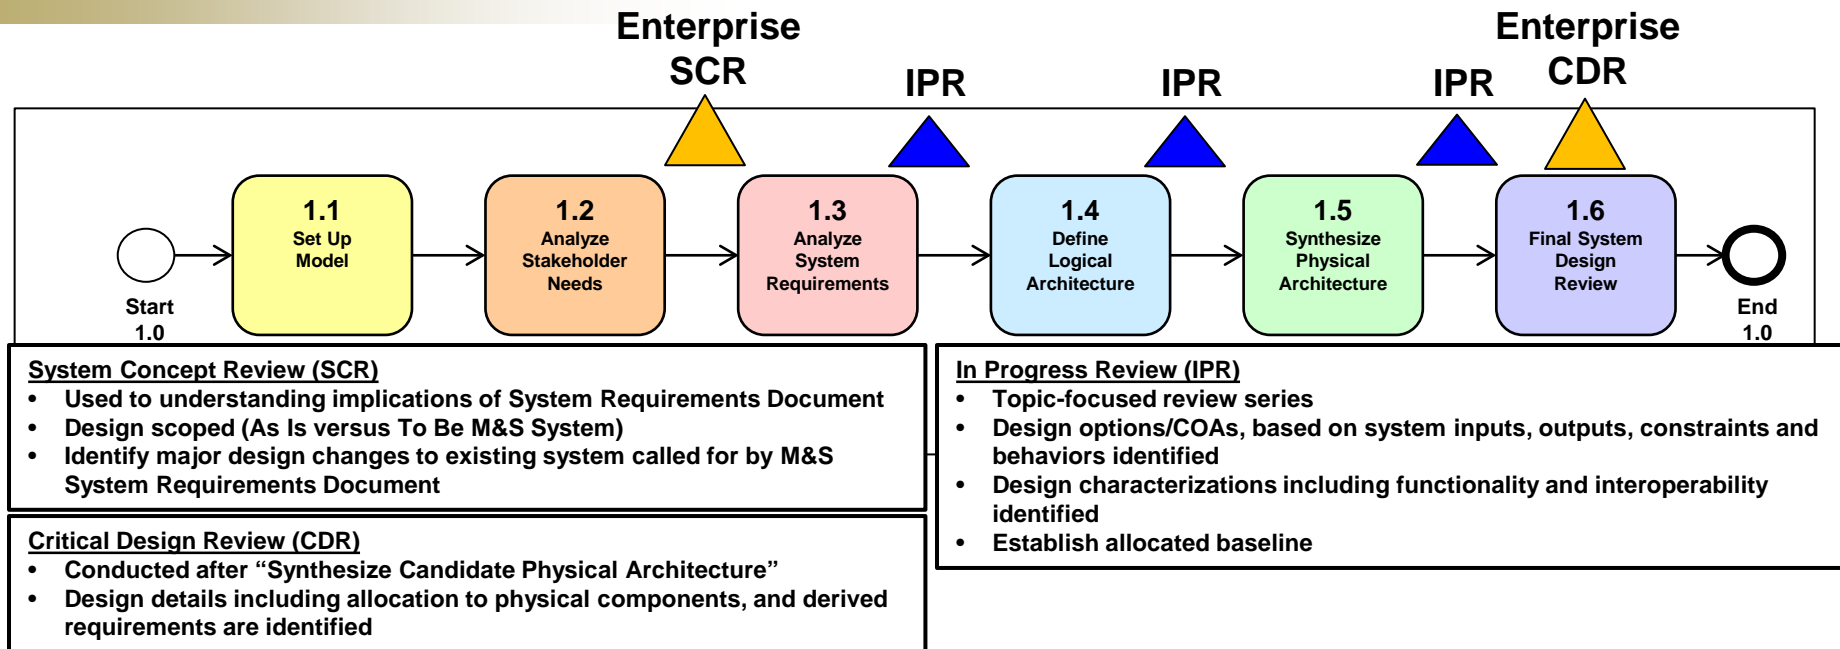 Enterprise
SCR
IPR
IPR
IPR
Enterprise
CDR
Start
1.0
1.1
Set Up
Model
1.2
Analyze
Stakeholder
Needs
1.3
Analyze
System
Requirements
1.4
Define
Logical
Architecture
1.5
Synthesize
Physical
Architecture
1.6
Final System
Design
Review
End
1.0
System Concept Review (SCR)
• Used to understanding implications of System Requirements Document
• Design scoped (As Is versus To Be M&S System)
• Identify major design changes to existing system called for by M&S
System Requirements Document
Critical Design Review (CDR)
• Conducted after “Synthesize Candidate Physical Architecture”
• Design details including allocation to physical components, and derived
requirements are identified
In Progress Review (IPR)
• Topic-focused review series
• Design options/COAs, based on system inputs, outputs, constraints and
behaviors identified
• Design characterizations including functionality and interoperability
identified
• Establish allocated baseline